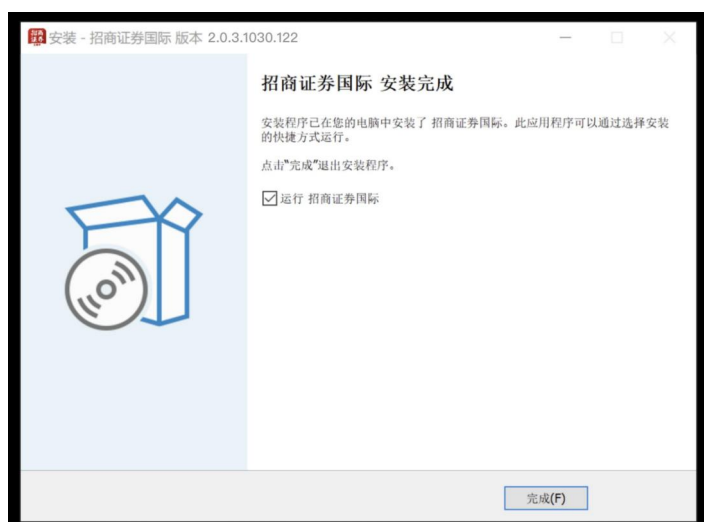 安装 - 招商证券国际 版本 2.0.3.1030.122
招商证券国际 安装完成
安装程序已在您的电脑中安装了 招商证券国际。此应用程序可以通过选择安装
的快捷方式运行。
点击“完成”退出安装程序。
运行 招商证券国际
完成(F)